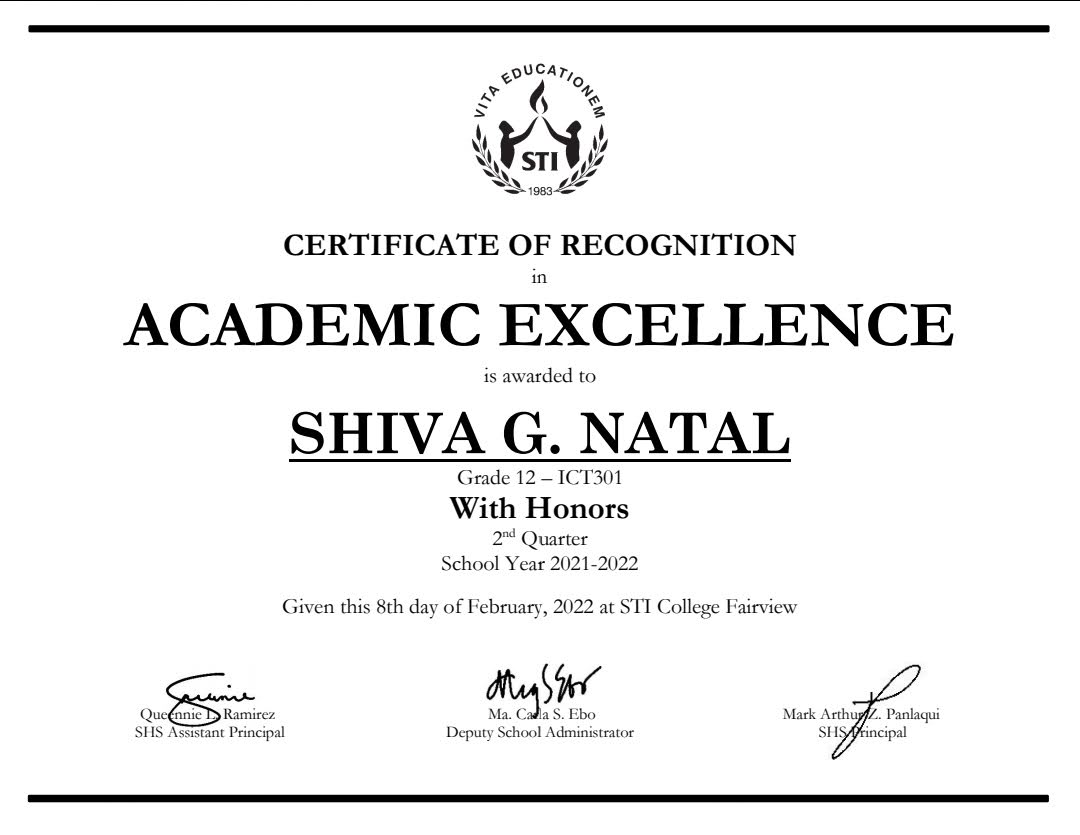 VITA EDUCATIONEM
STI
1983
CERTIFICATE OF RECOGNITION
in
ACADEMIC EXCELLENCE
is awarded to
SHIVA G. NATAL
Grade 12 – ICT301
With Honors
2nd Quarter
School Year 2021-2022
Given this 8th day of February, 2022 at STI College Fairview
Queennie L. Ramirez
SHS Assistant Principal
Ma. Carla S. Ebo
Deputy School Administrator
Mark Arthur Z. Panlaqui
SHS Principal